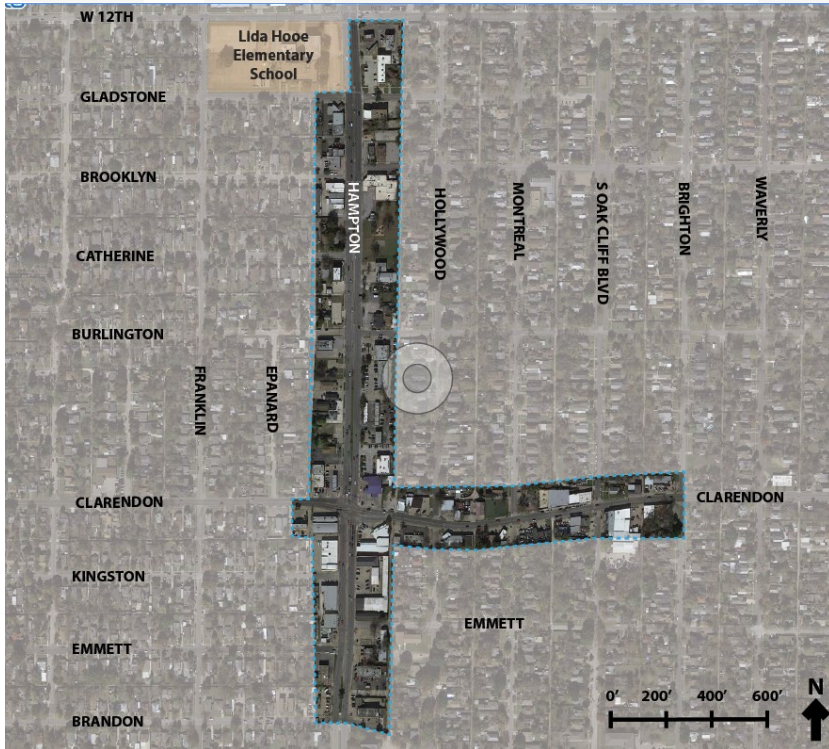 W 12TH
Lida Hooe
Elementary
School
GLADSTONE
BROOKLYN
HAMPTON
HOLLYWOOD
MONTREAL
S OAK CLIFF BLVD
BRIGHTON
WAVERLY
CATHERINE
BURLINGTON
FRANKLIN
EPANARD
CLARENDON
CLARENDON
KINGSTON
EMMETT
EMMETT
BRANDON
0' 200' 400' 600'
N